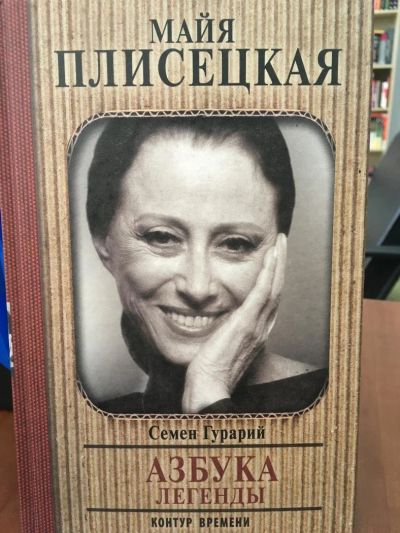 МАЙЯ
ПЛИСЕЦКАЯ
Семен Гурарий
АЗБУКА
ЛЕГЕНДЫ
КОНТУР ВРЕМЕНИ